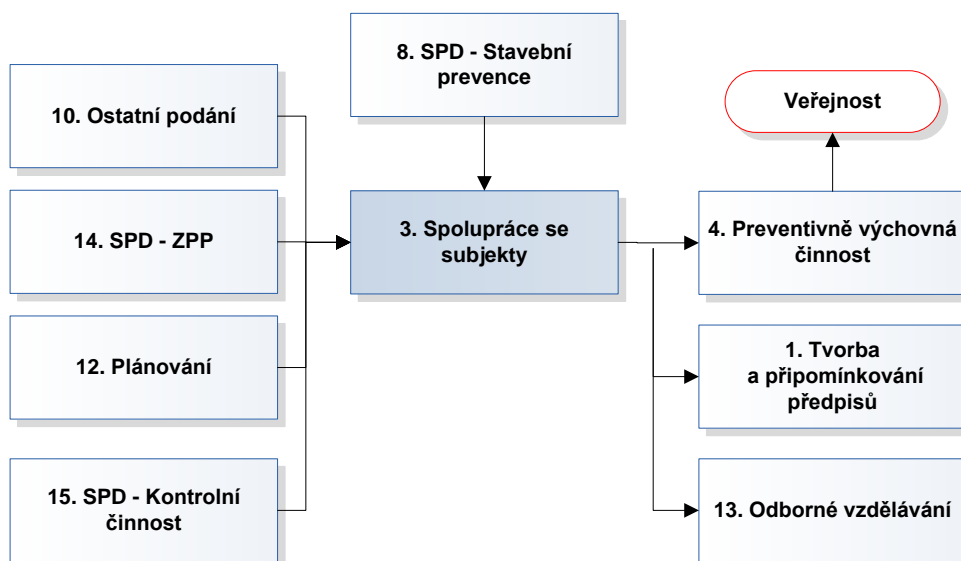 8. SPD - Stavební
prevence
10. Ostatní podání
Veřejnost
14. SPD - ZPP
3. Spolupráce se
subjekty
4. Preventivně výchovná
činnost
12. Plánování
1. Tvorba
a připomínkování
předpisů
15. SPD - Kontrolní
činnost
13. Odborné vzdělávání